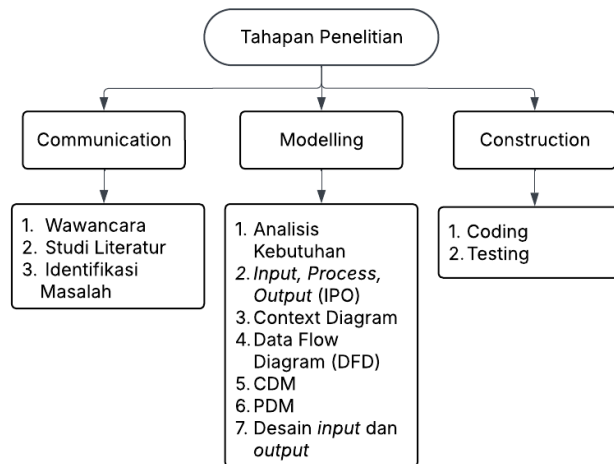 Tahapan Penelitian
Communication
Modelling
Construction
1. Wawancara
2. Studi Literatur
3. Identifikasi
Masalah
1. Analisis
Kebutuhan
2. Input, Process,
Output (IPO)
3. Context Diagram
4. Data Flow
Diagram (DFD)
5. CDM
6. PDM
7. Desain input dan
output
1. Coding
2. Testing